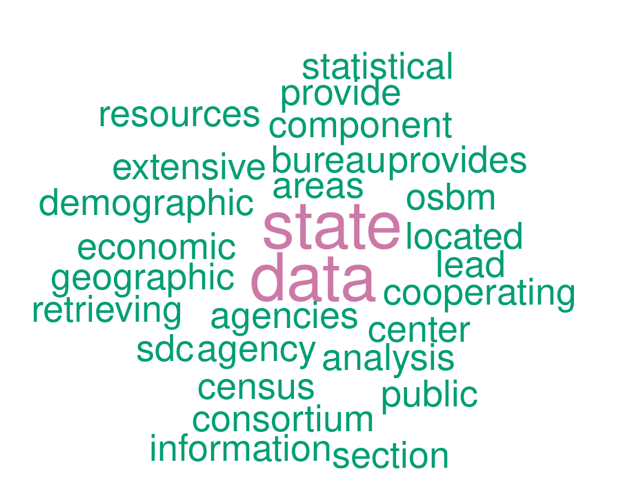 statistical
provide
resources component
extensive bureau provides
demographic areas osbm
state located
economic lead
geographic data cooperating
retrieving agencies center
sdc agency analysis
census public
consortium
information section